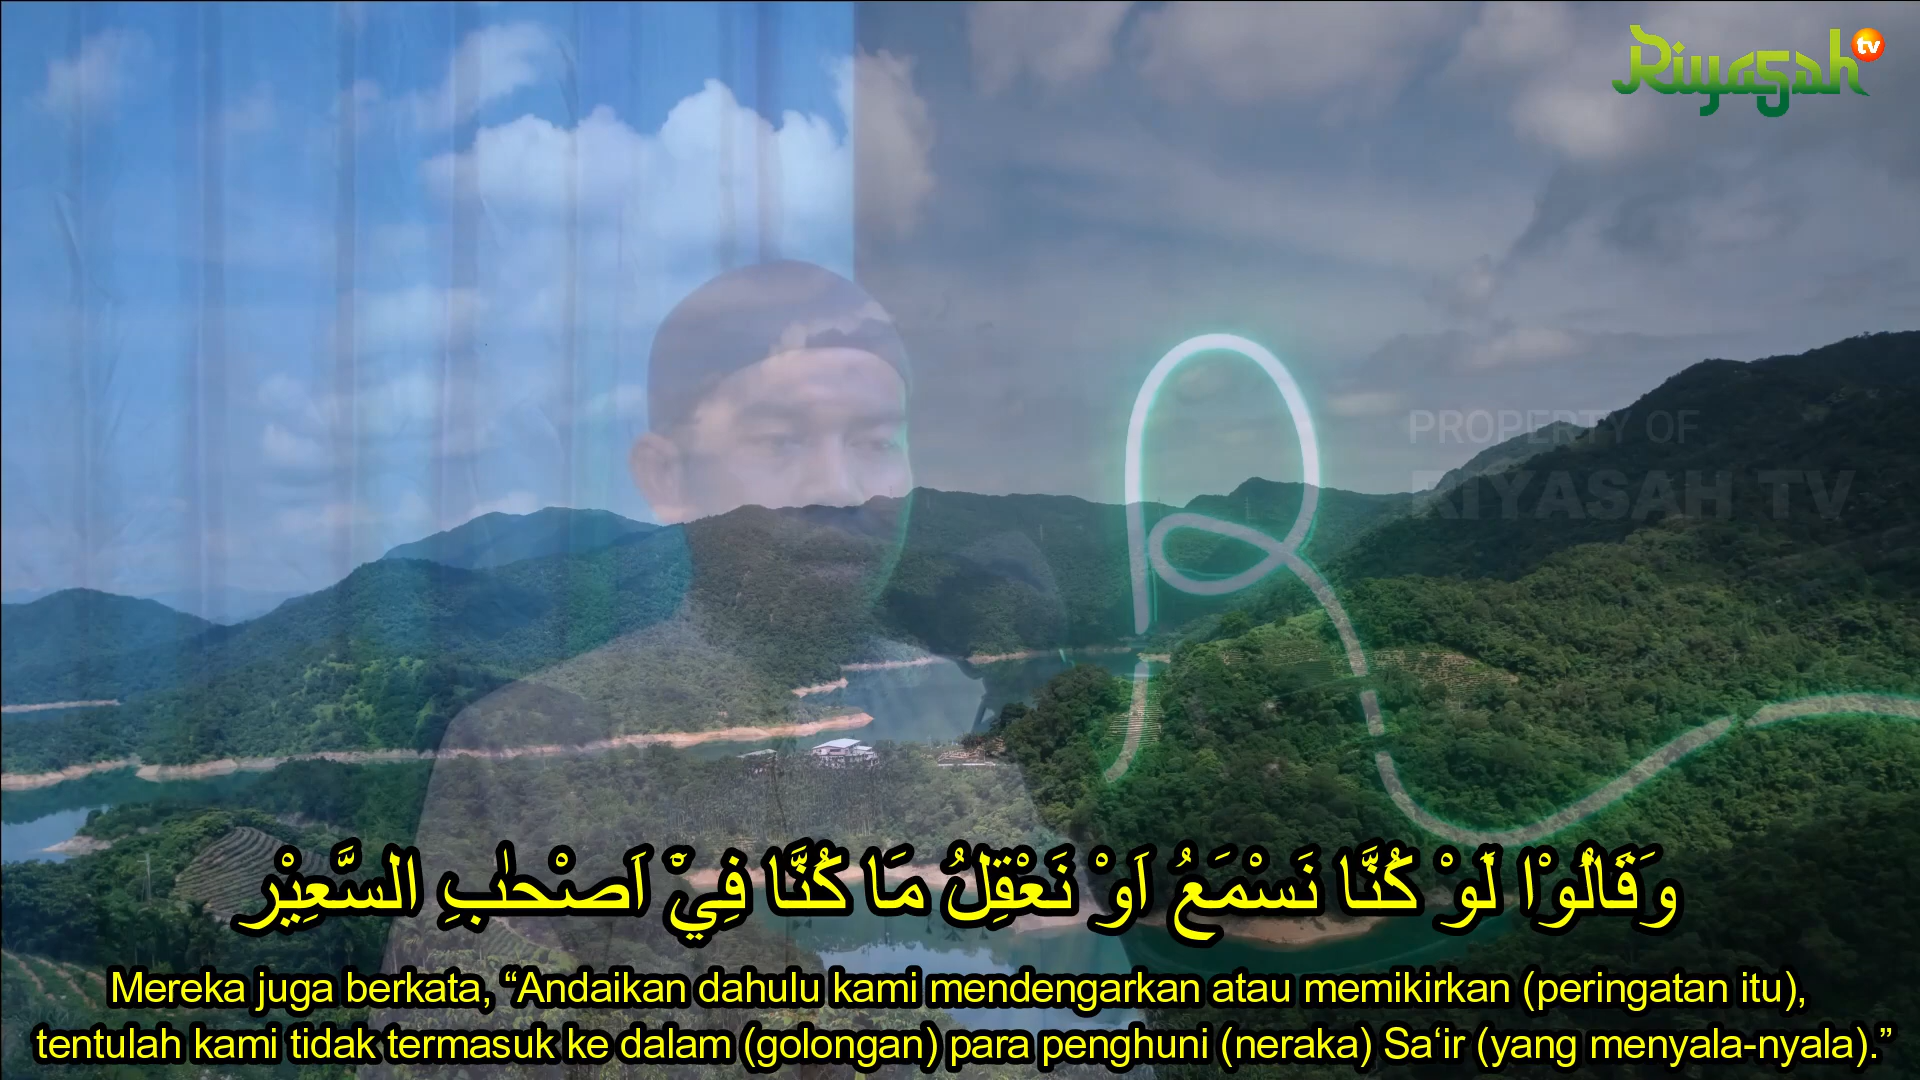 Riyasah tv
PROPERTY OF
RIYASAH TV
وَقَالُوْا لَوْ كُنَّا نَسْمَعُ اَوْ نَعْقِلُ مَا كُنَّا فِيْٓ اَصْحٰبِ السَّعِيْرِ
Mereka juga berkata, “Andaikan dahulu kami mendengarkan atau memikirkan (peringatan itu),
tentulah kami tidak termasuk ke dalam (golongan) para penghuni (neraka) Sa‘ir (yang menyala-nyala).”